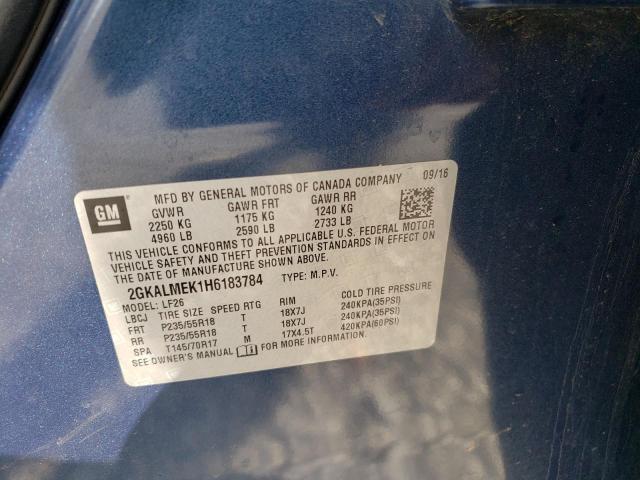 GM
MFD BY GENERAL MOTORS OF CANADA COMPANY 09/16
GVWR GAWR FRT GAWR RR
2250 KG 1175 KG 1240 KG
4960 LB 2590 LB 2733 LB
THIS VEHICLE CONFORMS TO ALL APPLICABLE U.S. FEDERAL MOTOR
VEHICLE SAFETY AND THEFT PREVENTION STANDARDS IN EFFECT ON
THE DATE OF MANUFACTURE SHOWN ABOVE.
2GKALMEK1H6183784 TYPE: M.P.V.
MODEL: LF26
LBCJ TIRE SIZE SPEED RTG RIM COLD TIRE PRESSURE
FRT P235/55R18 T 18X7J 240KPA(35PSI)
RR P235/55R18 T 18X7J 240KPA(35PSI)
SPA T145/70R17 M 17X4.5T 420KPA(60PSI)
SEE OWNER'S MANUAL FOR MORE INFORMATION.